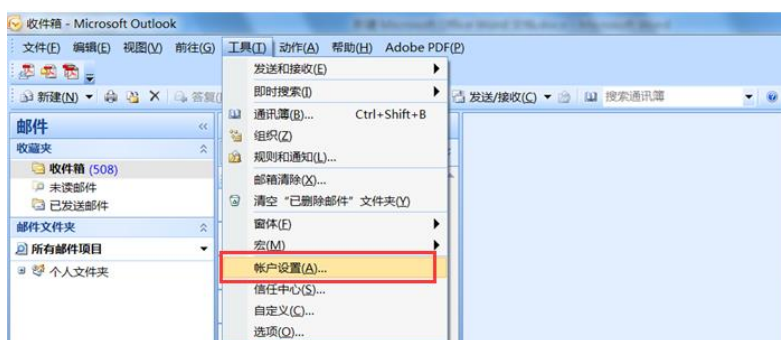 收件箱 - Microsoft Outlook
文件(F) 编辑(E) 视图(V) 前往(G) 工具(T) 动作(A) 帮助(H) Adobe PDF(P)
新建(N) 答复(
发送/接收(C) 搜索通讯簿
邮件
收藏夹
收件箱 (508)
未读邮件
已发送邮件
邮件文件夹
所有邮件项目
个人文件夹
发送和接收(E)
即时搜索(I)
通讯簿(B)... Ctrl+Shift+B
组织(Z)
规则和通知(L)...
邮箱清除(X)...
清空 “已删除邮件” 文件夹(Y)
窗体(F)
宏(M)
帐户设置(A)...
信任中心(S)...
自定义(C)...
选项(O)...